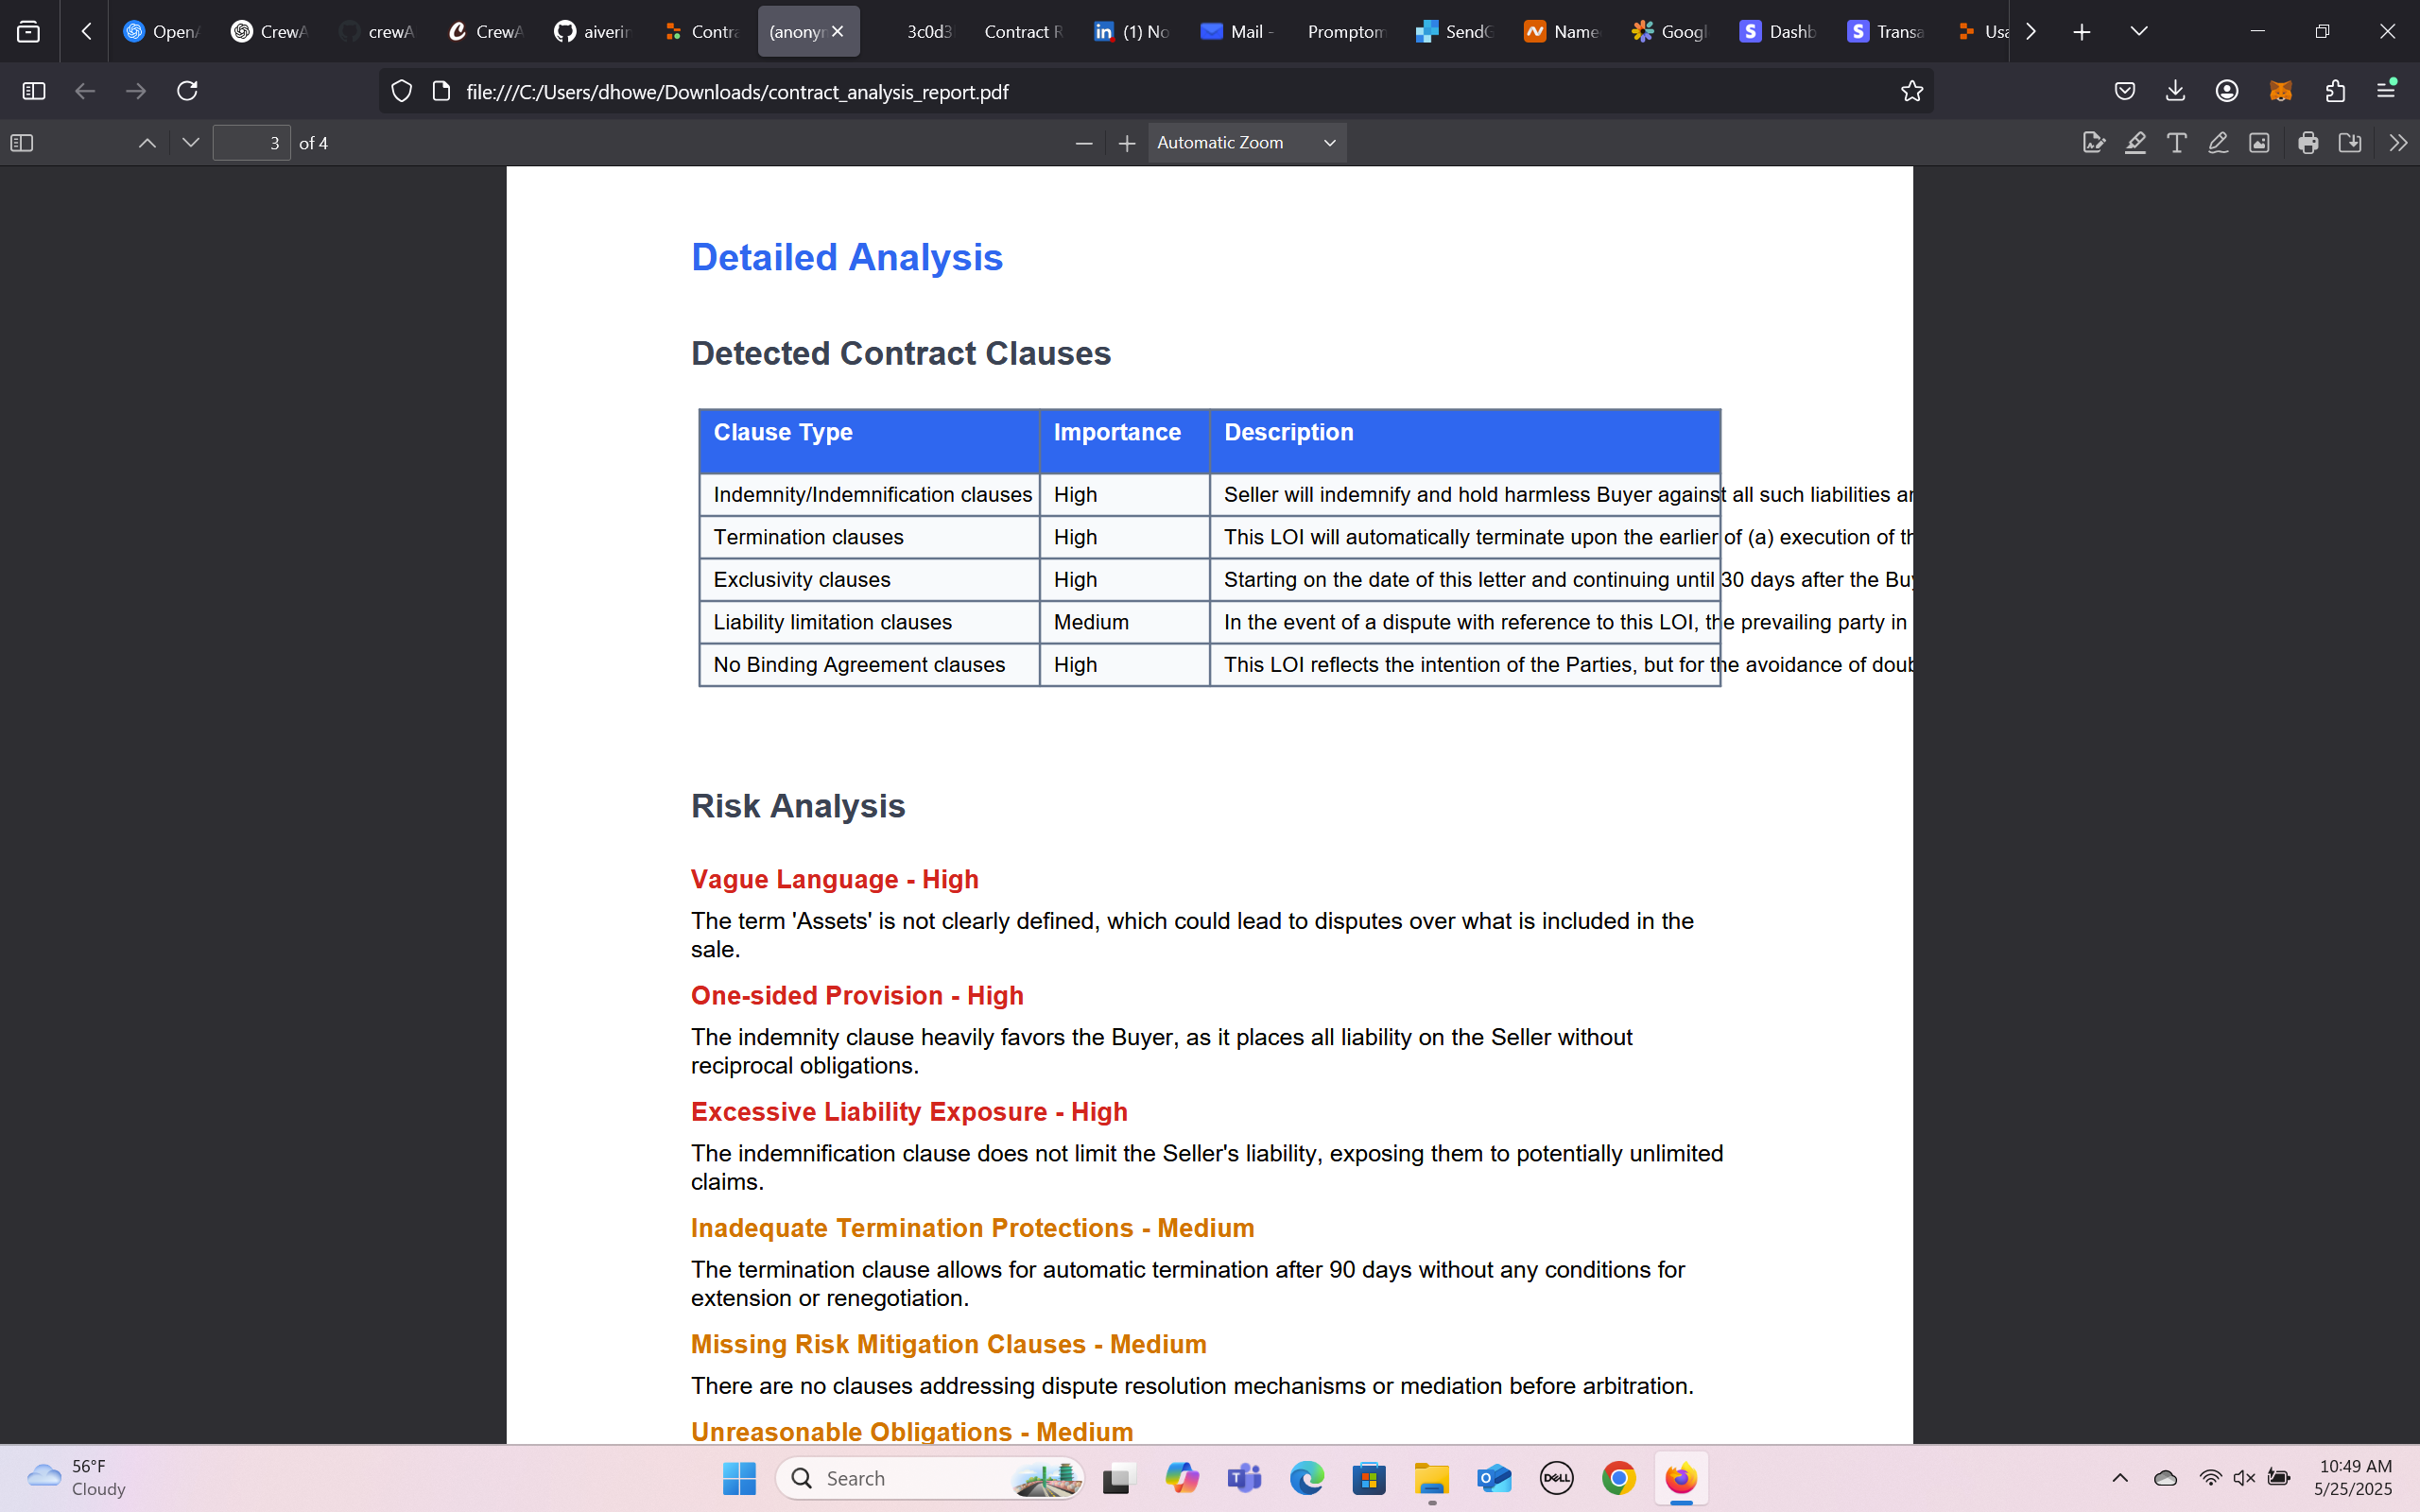 OpenA
CrewA
crewA
CrewA
aiverin
Contra
(anonym
3c0d3
Contract R
(1) No
Mail -
Promptom
SendG
Name
Googl
Dashb
Transa
Usa
file:///C:/Users/dhowe/Downloads/contract_analysis_report.pdf
3 of 4
Automatic Zoom
Detailed Analysis
Detected Contract Clauses
Clause Type Importance Description
Indemnity/Indemnification clauses High Seller will indemnify and hold harmless Buyer against all such liabilities an
Termination clauses High This LOI will automatically terminate upon the earlier of (a) execution of th
Exclusivity clauses High Starting on the date of this letter and continuing until 30 days after the Buy
Liability limitation clauses Medium In the event of a dispute with reference to this LOI, the prevailing party in
No Binding Agreement clauses High This LOI reflects the intention of the Parties, but for the avoidance of doub
Risk Analysis
Vague Language - High
The term 'Assets' is not clearly defined, which could lead to disputes over what is included in the
sale.
One-sided Provision - High
The indemnity clause heavily favors the Buyer, as it places all liability on the Seller without
reciprocal obligations.
Excessive Liability Exposure - High
The indemnification clause does not limit the Seller's liability, exposing them to potentially unlimited
claims.
Inadequate Termination Protections - Medium
The termination clause allows for automatic termination after 90 days without any conditions for
extension or renegotiation.
Missing Risk Mitigation Clauses - Medium
There are no clauses addressing dispute resolution mechanisms or mediation before arbitration.
Unreasonable Obligations - Medium
56°F
Cloudy
Search
DELL
10:49 AM
5/25/2025